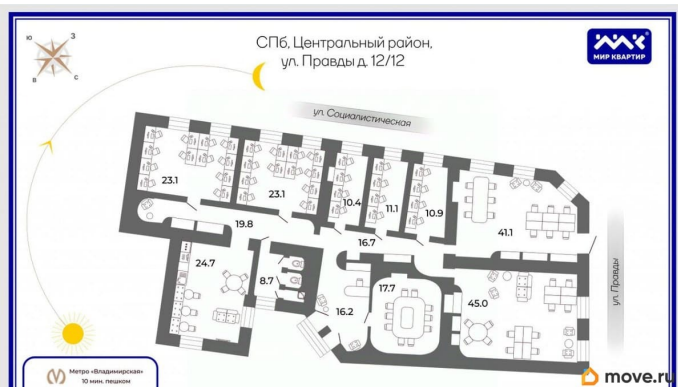 СПб, Центральный район,
ул. Правды д. 12/12
МИР КВАРТИР
Ю
З
В
С
ул. Социалистическая
23.1
23.1
10.4
11.1
10.9
41.1
19.8
16.7
24.7
8.7
16.2
17.7
45.0
ул. Правды
Метро «Владимирская»
10 мин. пешком
move.ru